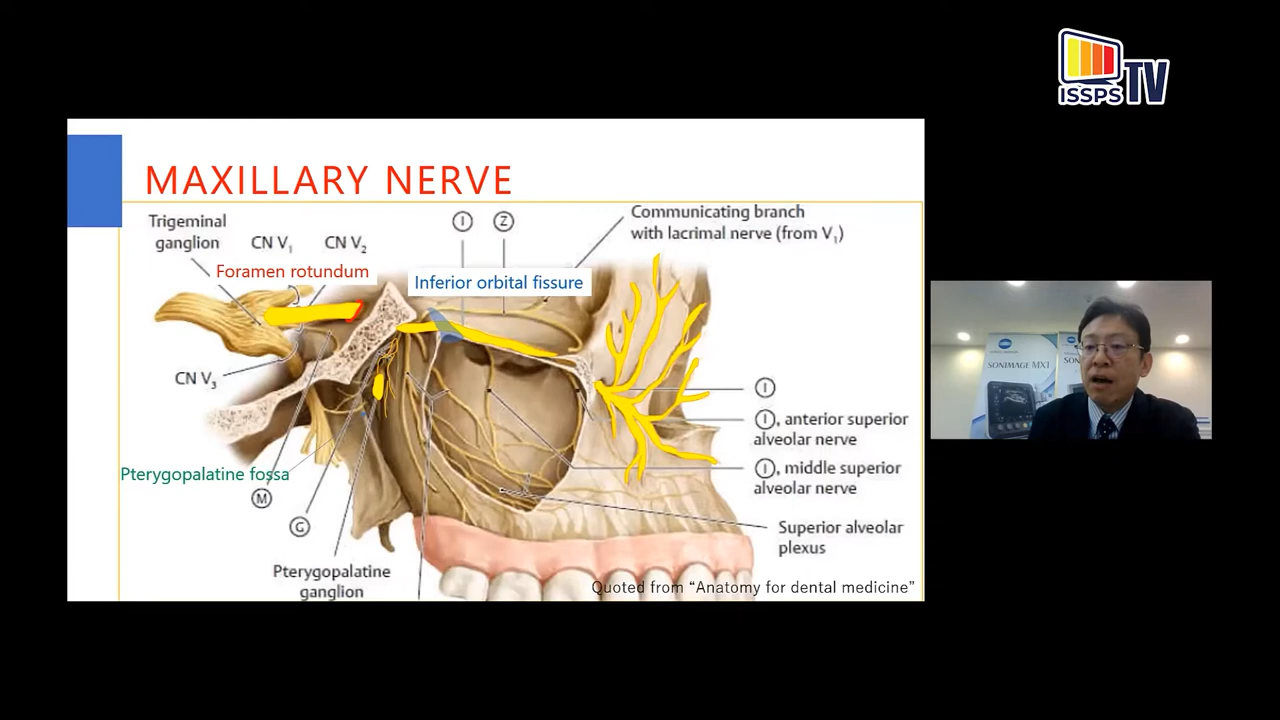 ISSPS TV
MAXILLARY NERVE
Trigeminal
ganglion
CN V1
CN V2
I
Z
Communicating branch
with lacrimal nerve (from V1)
Foramen rotundum
Inferior orbital fissure
CN V3
I
I, anterior superior
alveolar nerve
I, middle superior
alveolar nerve
Pterygopalatine fossa
M
G
Superior alveolar
plexus
Pterygopalatine
ganglion
Quoted from “Anatomy for dental medicine”
SONIMAGE MX1